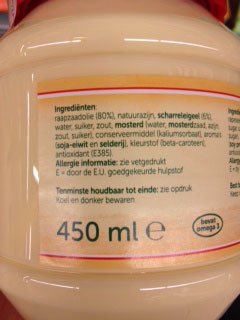 Ingrediënten:
raapzaadolie (80%), natuurazijn, scharreleigeel (6%),
water, suiker, zout, mosterd (water, mosterdzaad, azijn,
zout, suiker), conserveermiddel (kaliumsorbaat), aroma's
(soja-eiwit en selderij), kleurstof (beta-caroteen),
antioxidant (E385).
Allergie informatie: zie vetgedrukt
E = door de E.U. goedgekeurde hulpstof
Tenminste houdbaar tot einde: zie opdruk
Koel en donker bewaren
450 ml e
bevat
omega 3